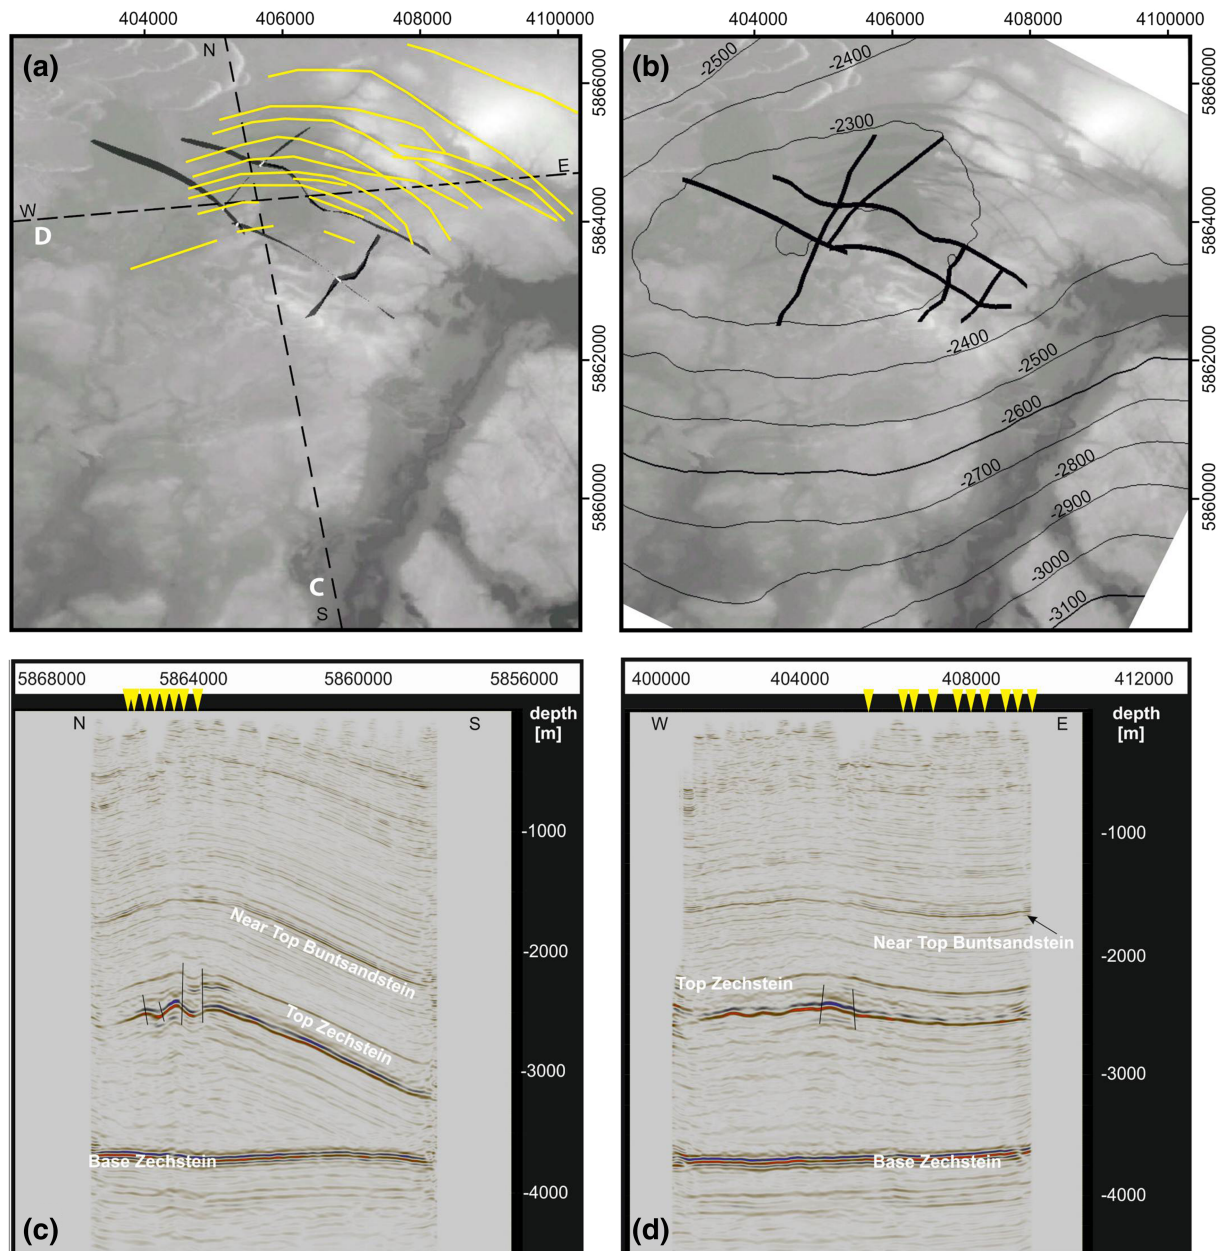 404000 406000 408000 4100000
(a)
N
E
W
D
C
S
5866000
5864000
5862000
5860000
404000 406000 408000 4100000
(b)
-2500
-2400
-2300
-2400
-2500
-2600
-2700
-2800
-2900
-3000
-3100
5866000
5864000
5862000
5860000
5868000 5864000 5860000 5856000
N S
depth
[m]
-1000
-2000
-3000
-4000
Near Top Buntsandstein
Top Zechstein
Base Zechstein
(c)
400000 404000 408000 412000
W E
depth
[m]
-1000
-2000
-3000
-4000
Near Top Buntsandstein
Top Zechstein
Base Zechstein
(d)